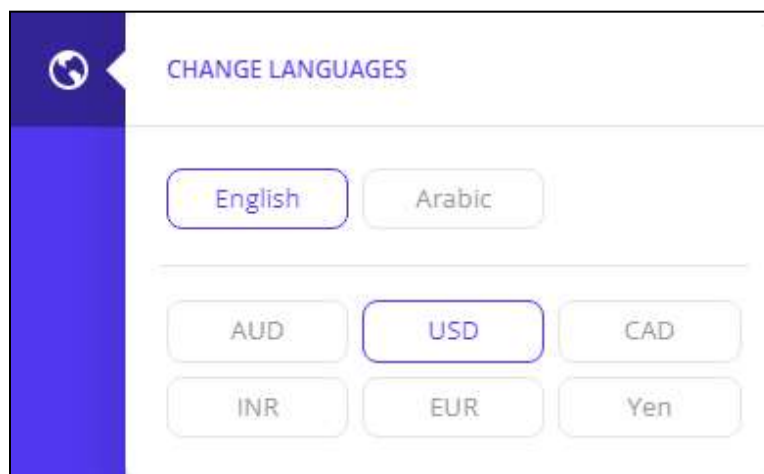 CHANGE LANGUAGES
English Arabic
AUD USD CAD
INR EUR Yen